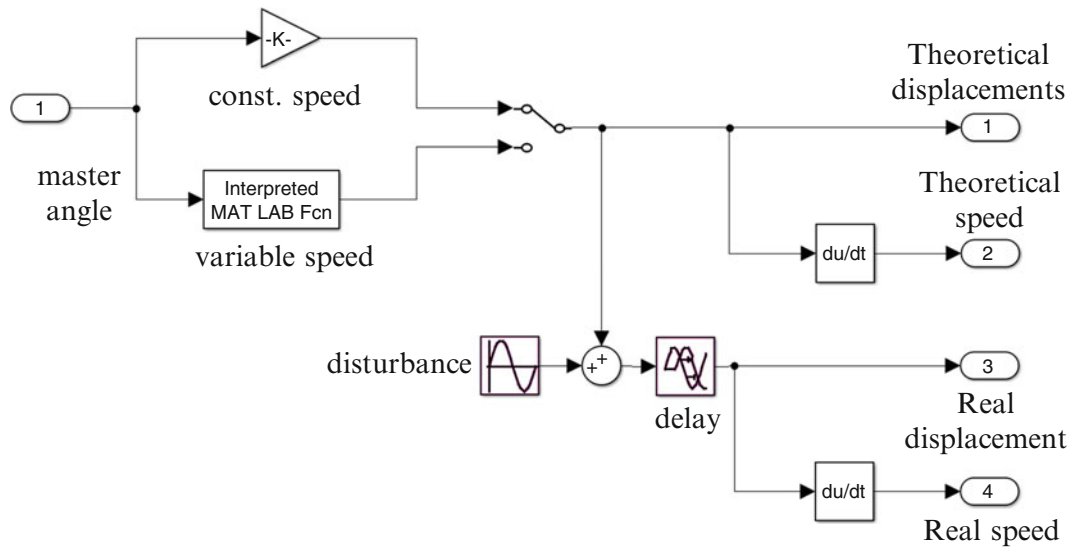 -K-
const. speed
1
master
angle
Interpreted
MAT LAB Fcn
variable speed
Theoretical
displacements
1
Theoretical
speed
du/dt
2
disturbance
++
delay
3
Real
displacement
du/dt
4
Real speed